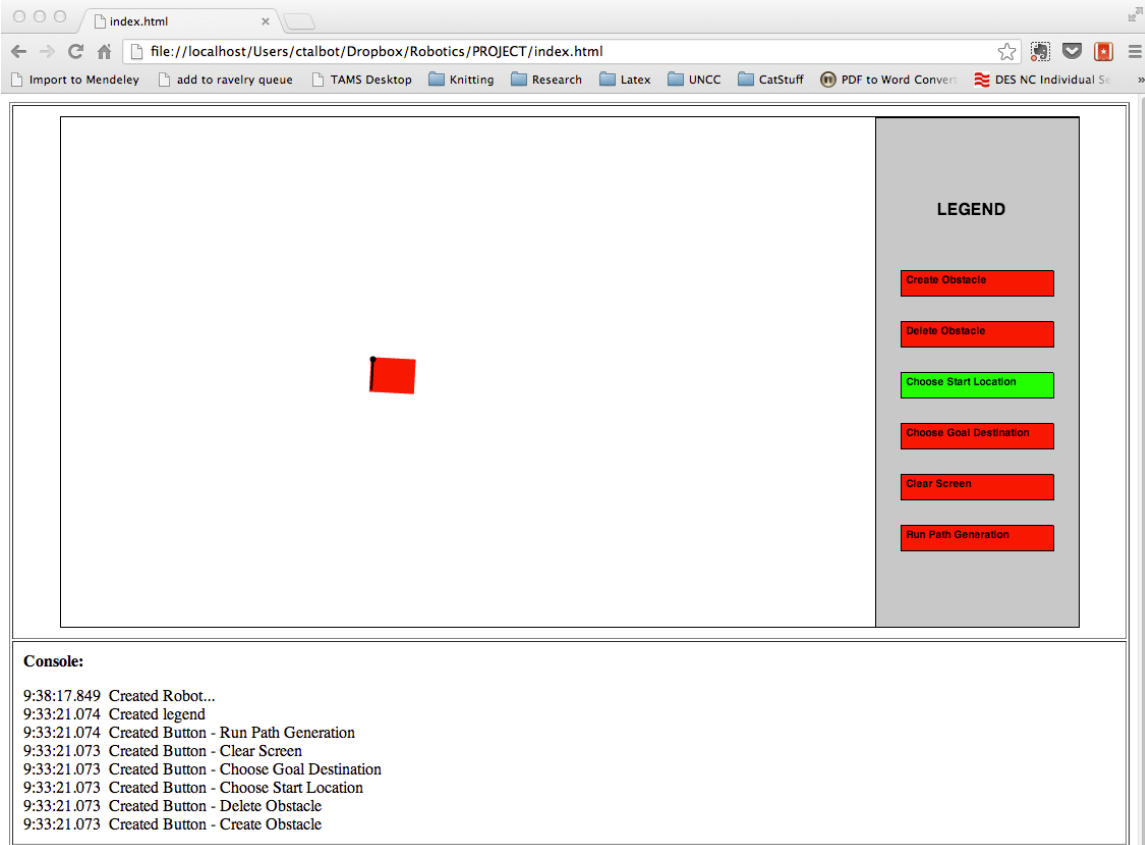 index.html
file://localhost/Users/ctalbot/Dropbox/Robotics/PROJECT/index.html
Import to Mendeley add to ravelry queue TAMS Desktop Knitting Research Latex UNCC CatStuff PDF to Word Convert DES NC Individual Se »
LEGEND
Create Obstacle
Delete Obstacle
Choose Start Location
Choose Goal Destination
Clear Screen
Run Path Generation
Console:
9:38:17.849 Created Robot...
9:33:21.074 Created legend
9:33:21.074 Created Button - Run Path Generation
9:33:21.073 Created Button - Clear Screen
9:33:21.073 Created Button - Choose Goal Destination
9:33:21.073 Created Button - Choose Start Location
9:33:21.073 Created Button - Delete Obstacle
9:33:21.073 Created Button - Create Obstacle